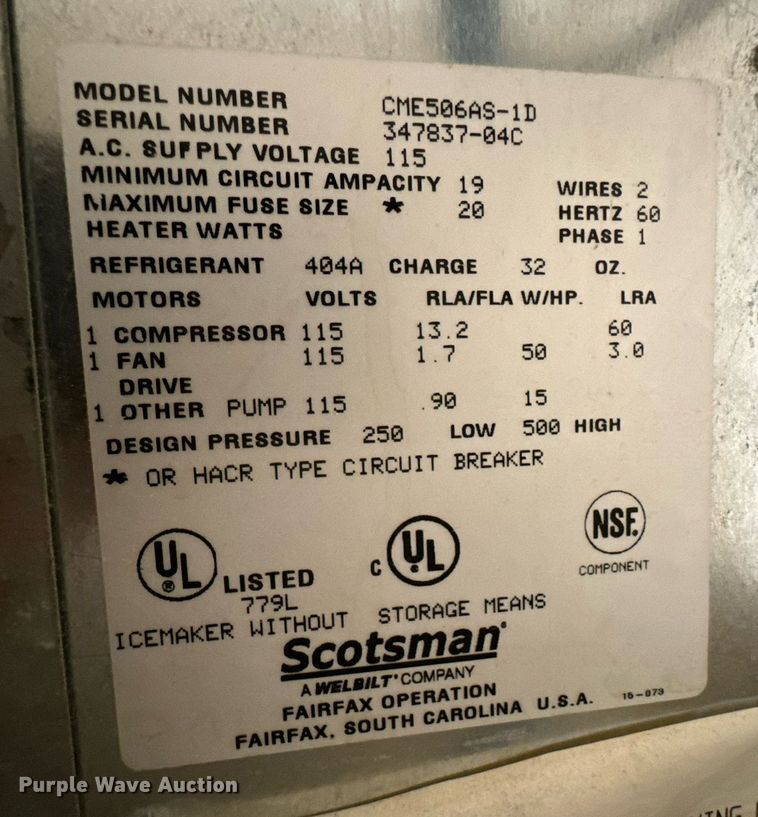 MODEL NUMBER CME506AS-1D
SERIAL NUMBER 347837-04C
A.C. SUPPLY VOLTAGE 115
MINIMUM CIRCUIT AMPACITY 19 WIRES 2
MAXIMUM FUSE SIZE * 20 HERTZ 60
HEATER WATTS PHASE 1
REFRIGERANT 404A CHARGE 32 OZ.
MOTORS VOLTS RLA/FLA W/HP. LRA
1 COMPRESSOR 115 13.2 60
1 FAN 115 1.7 50 3.0
DRIVE
1 OTHER PUMP 115 .90 15
DESIGN PRESSURE 250 LOW 500 HIGH
* OR HACR TYPE CIRCUIT BREAKER
UL ® LISTED
779L
C UL
NSF.
COMPONENT
ICEMAKER WITHOUT STORAGE MEANS
Scotsman®
A WELBILT® COMPANY
FAIRFAX OPERATION
FAIRFAX, SOUTH CAROLINA U.S.A. 15-073
Purple Wave Auction